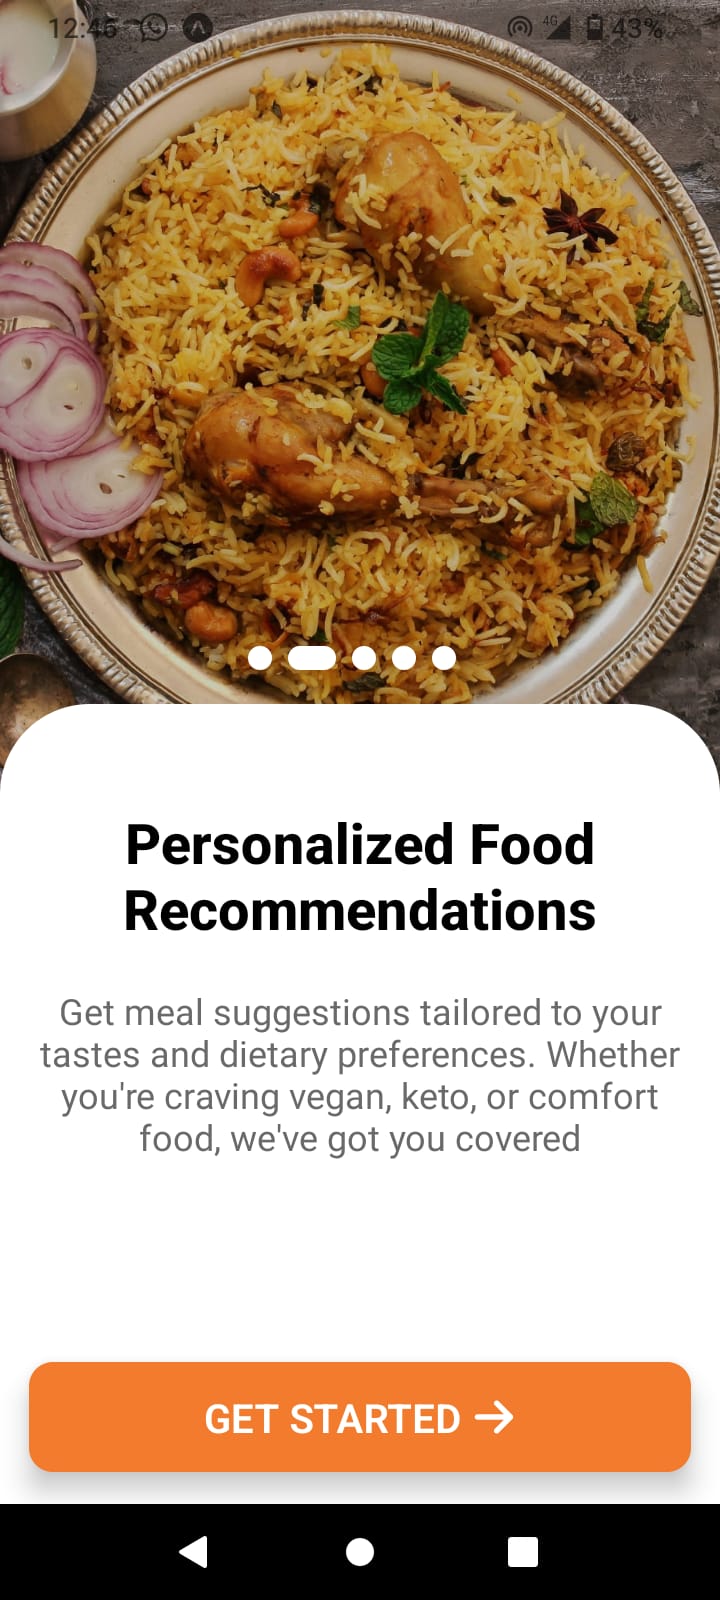 12:45 4G 43%
Personalized Food
Recommendations
Get meal suggestions tailored to your
tastes and dietary preferences. Whether
you're craving vegan, keto, or comfort
food, we've got you covered
GET STARTED →